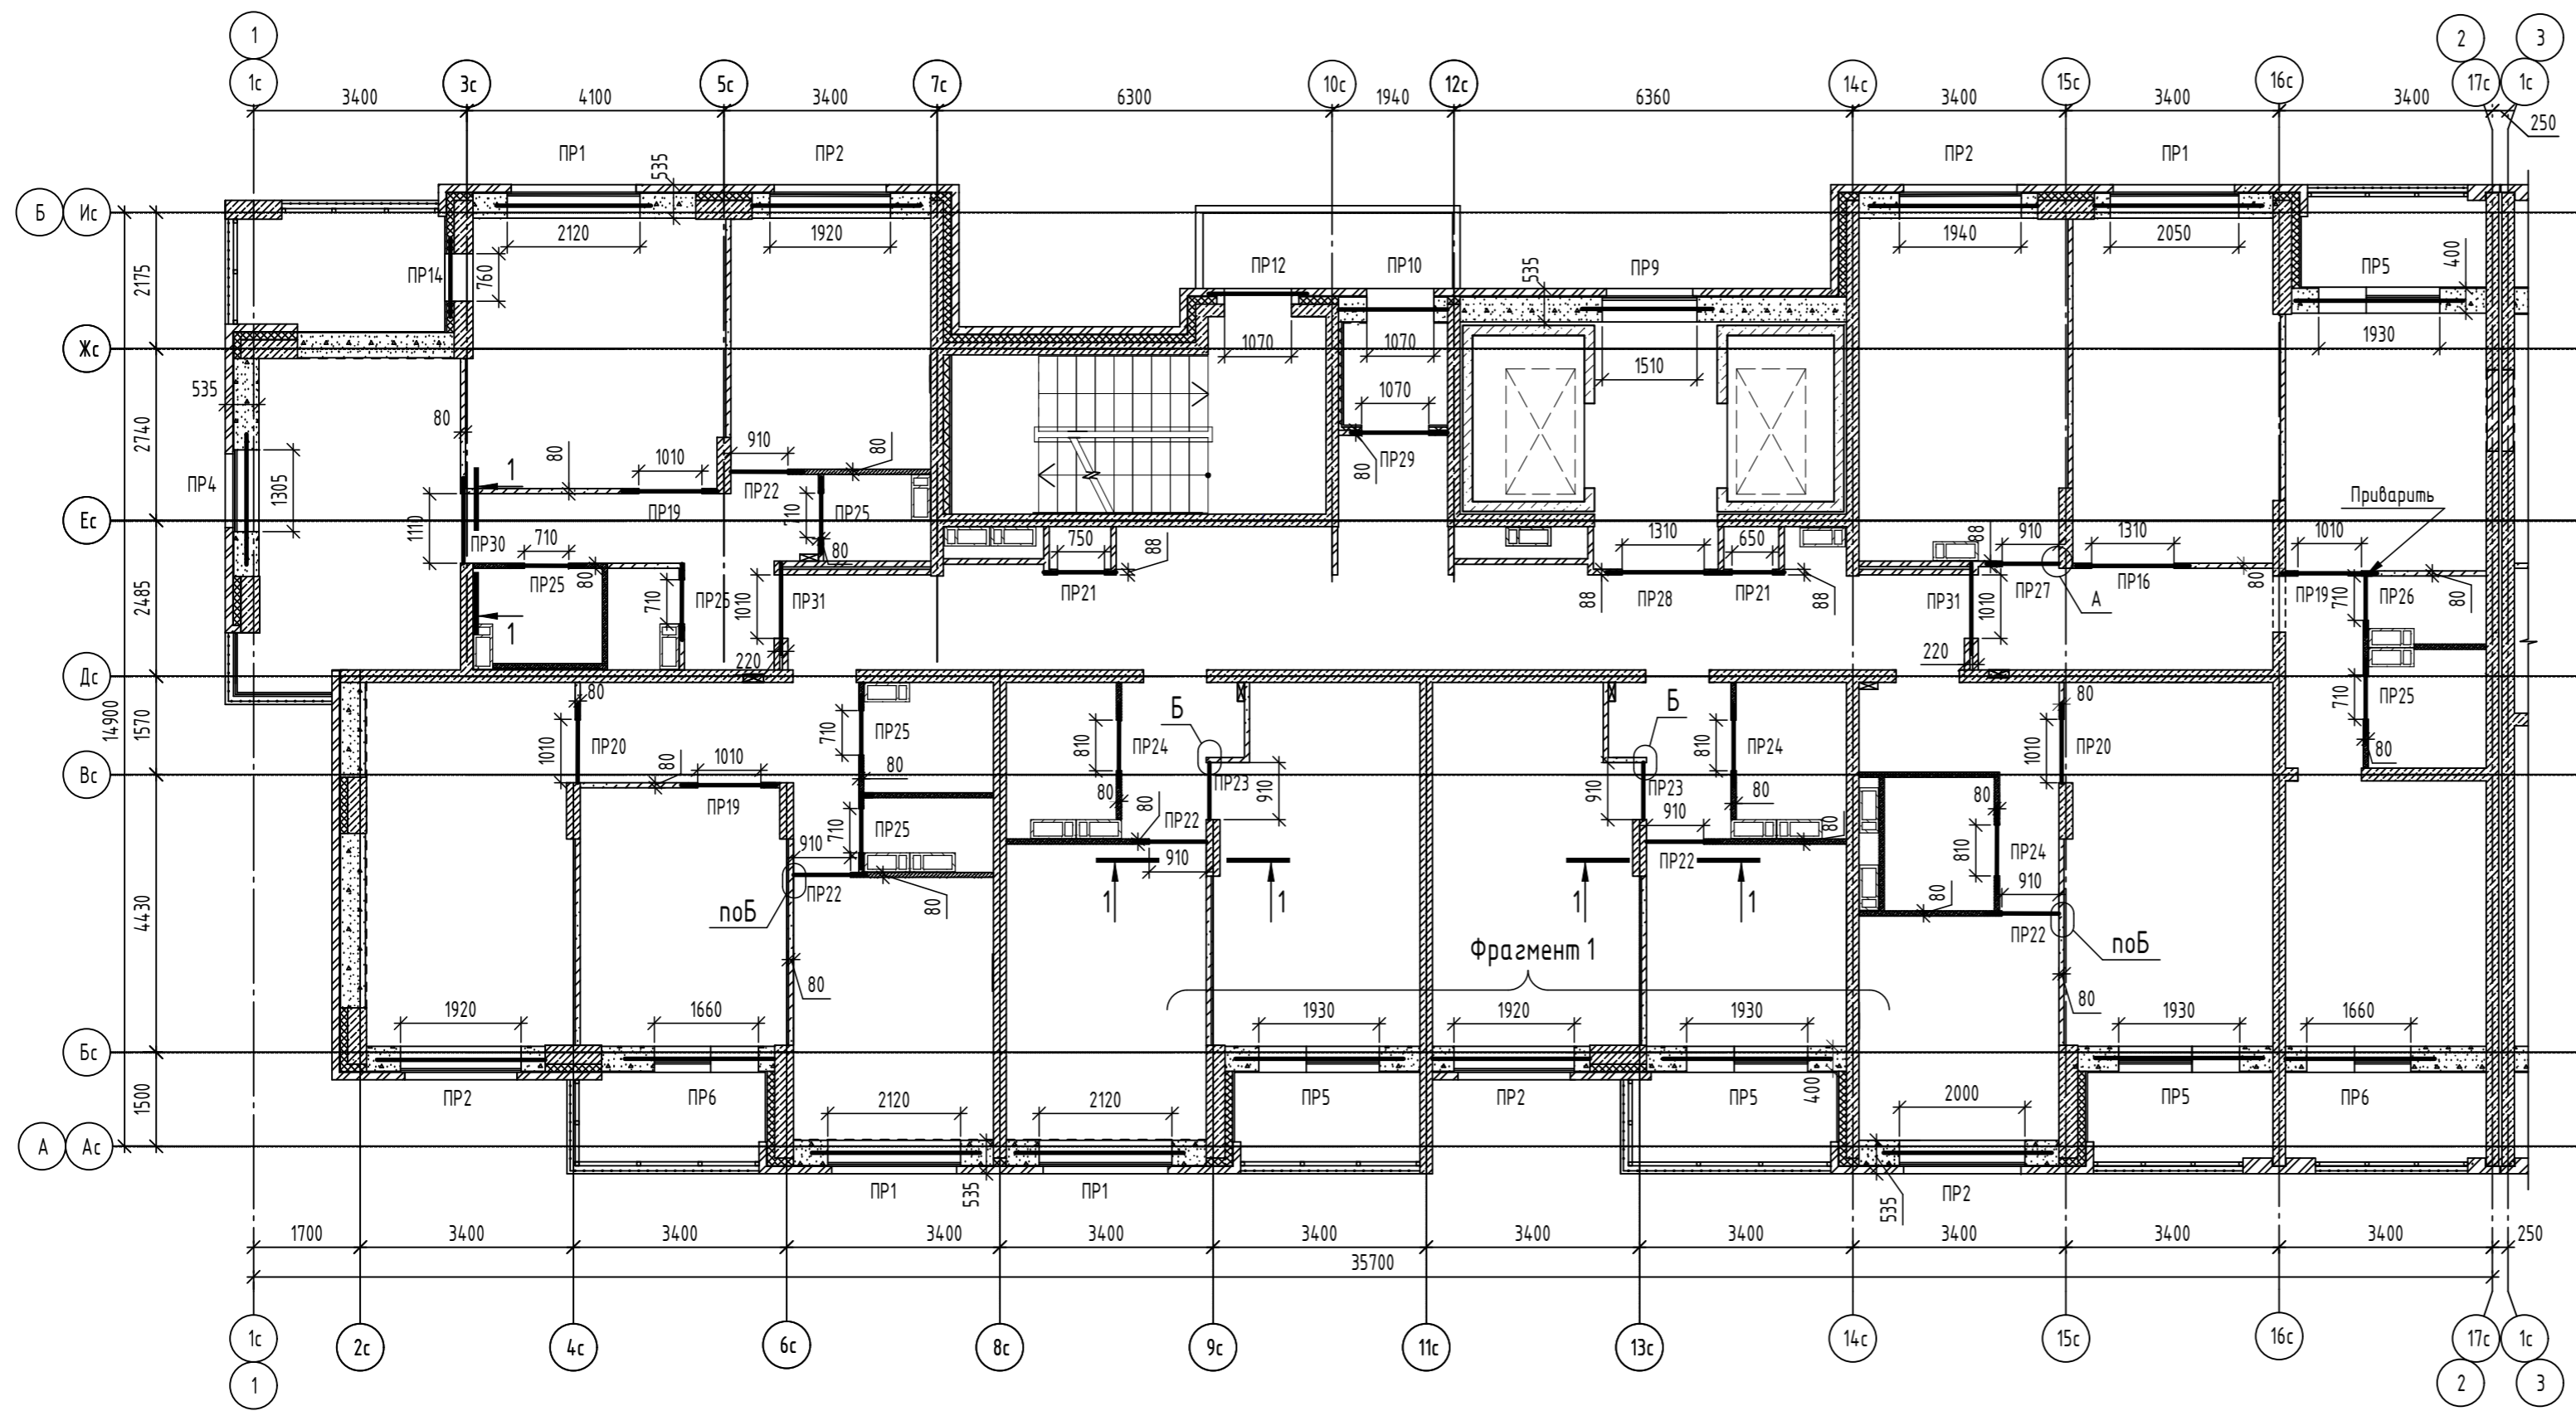 1 2 3
1с 3с 5с 7с 10с 12с 14с 15с 16с 17с 1с
3400 4100 3400 6300 1940 6360 3400 3400 3400
250
ПР1 535 ПР2 ПР2 ПР1
Б Ис
2120 1920 1940 2050
2175 ПР14 760 ПР12 ПР10 535 ПР9 ПР5 400
Жс
1070 1070 1510 1930
535 1070
2740 80 80 1010 910 80 80 ПР29
ПР4 1305 1 ПР22 Приварить
1110 ПР19 710 ПР25
Ес
ПР30 710 80 750 88 1310 650 88 910 1310 1010
2485 ПР25 80 710 ПР25 1010 ПР31 ПР21 88 ПР28 ПР21 88 ПР31 1010 ПР27 А ПР16 80 ПР19 710 ПР26 80
1 220 220
Дс
14900 1570 80 80
1010 ПР20 710 ПР25 810 ПР24 Б Б 810 ПР24 1010 ПР20 710 ПР25 80
Вс
80 1010 80 80 ПР23 910 910 ПР23 80 80
ПР19 910 710 ПР25 80 ПР22 910 80 810 ПР24
910 ПР22 910
4430 ПР22 80 1 1 1 1 80 ПР22
поБ поБ
Фрагмент 1
80 80
1920 1660 1930 1920 1930 1930 1660
Бс
1500 ПР2 ПР6 2120 2120 ПР5 ПР2 ПР5 400 2000 ПР5 ПР6
А Ас
ПР1 535 ПР1 535 ПР2
1700 3400 3400 3400 3400 3400 3400 3400 3400 3400 3400 250
35700
1с 2с 4с 6с 8с 9с 11с 13с 14с 15с 16с 17с 1с
1 2 3